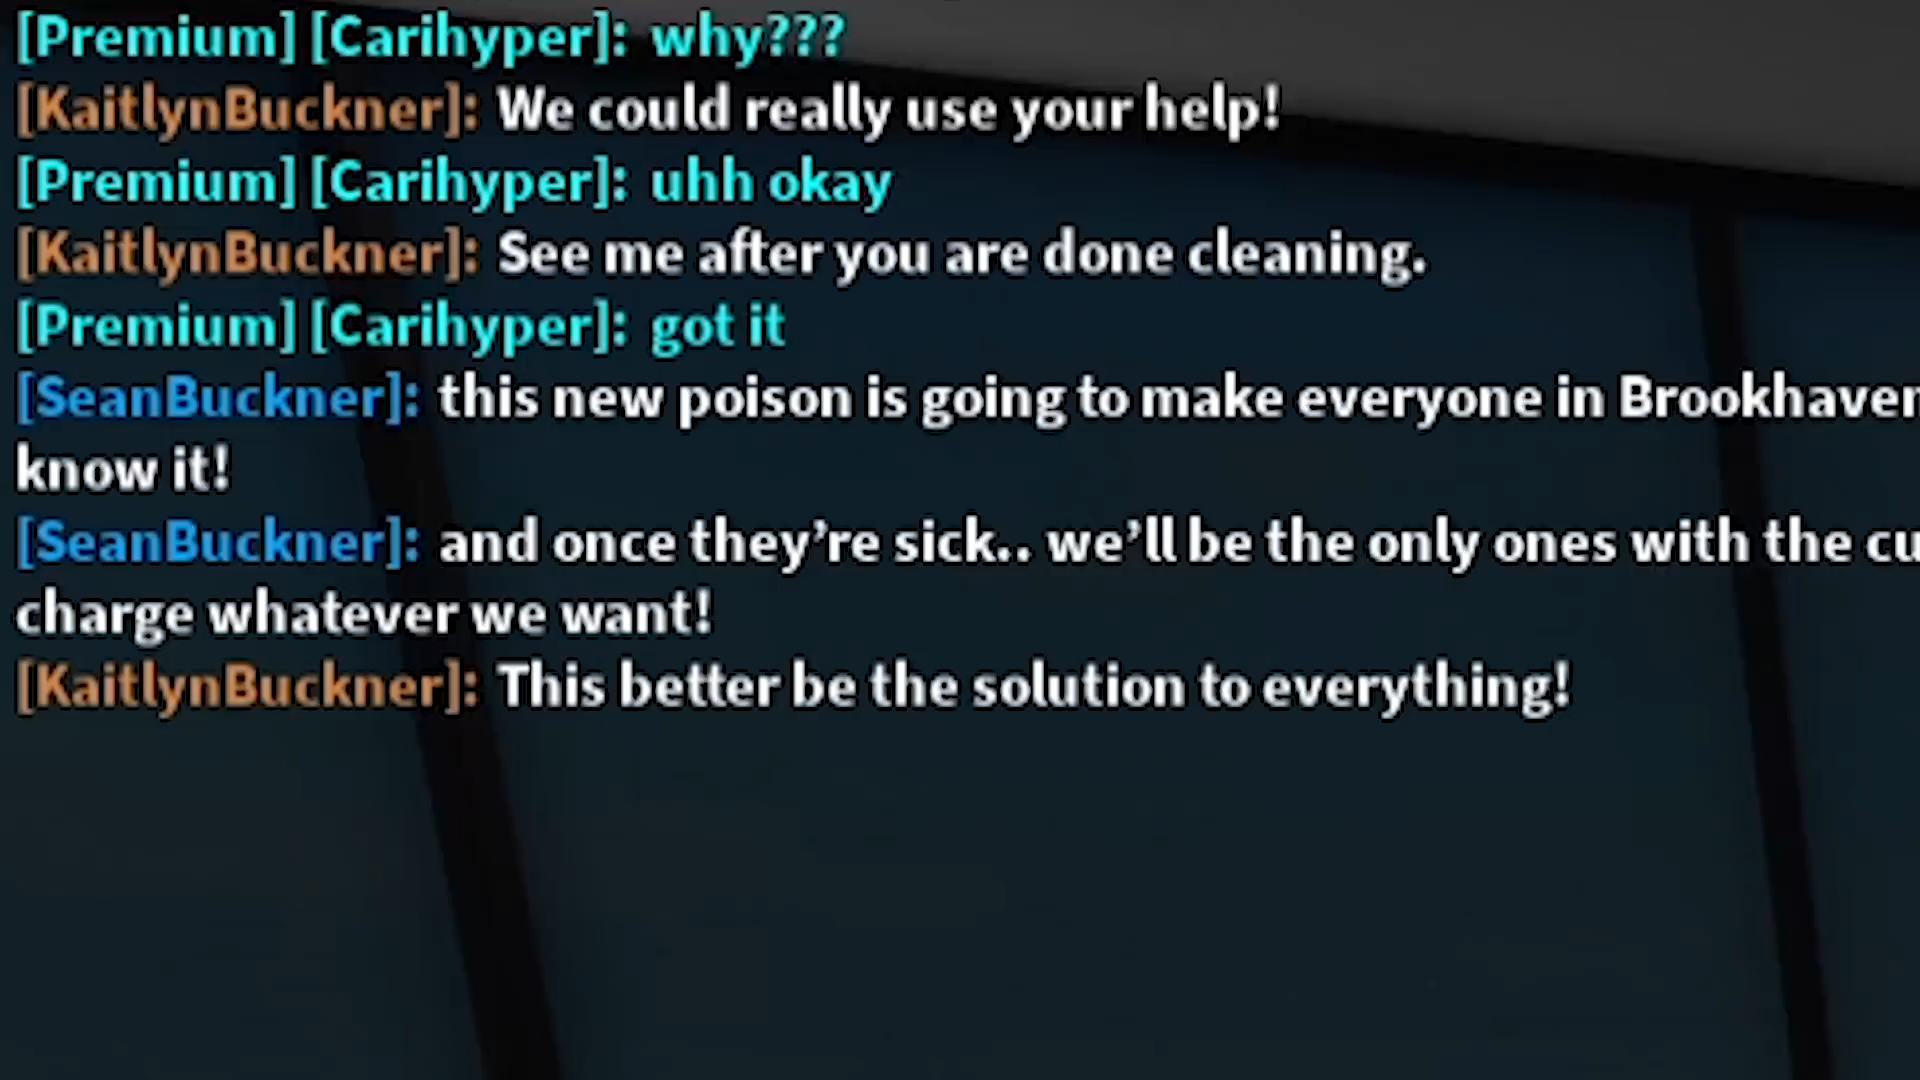 [Premium] [Carihyper]: why???
[KaitlynBuckner]: We could really use your help!
[Premium] [Carihyper]: uhh okay
[KaitlynBuckner]: See me after you are done cleaning.
[Premium] [Carihyper]: got it
[SeanBuckner]: this new poison is going to make everyone in Brookhaven
know it!
[SeanBuckner]: and once they’re sick.. we’ll be the only ones with the cu
charge whatever we want!
[KaitlynBuckner]: This better be the solution to everything!